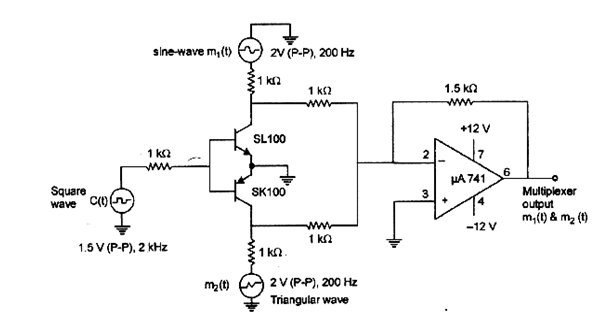 sine-wave m₁(t)
2V (P-P), 200 Hz
1 kΩ
1 kΩ
1.5 kΩ
+12 V
SL100
1 kΩ
2
7
−
6
μA 741
Square
wave
C(t)
SK100
3
+
4
Multiplexer
output
m₁(t) & m₂ (t)
−12 V
1.5 V (P-P), 2 kHz
1 kΩ
1 kΩ
m₂(t)
2 V (P-P), 200 Hz
Triangular wave